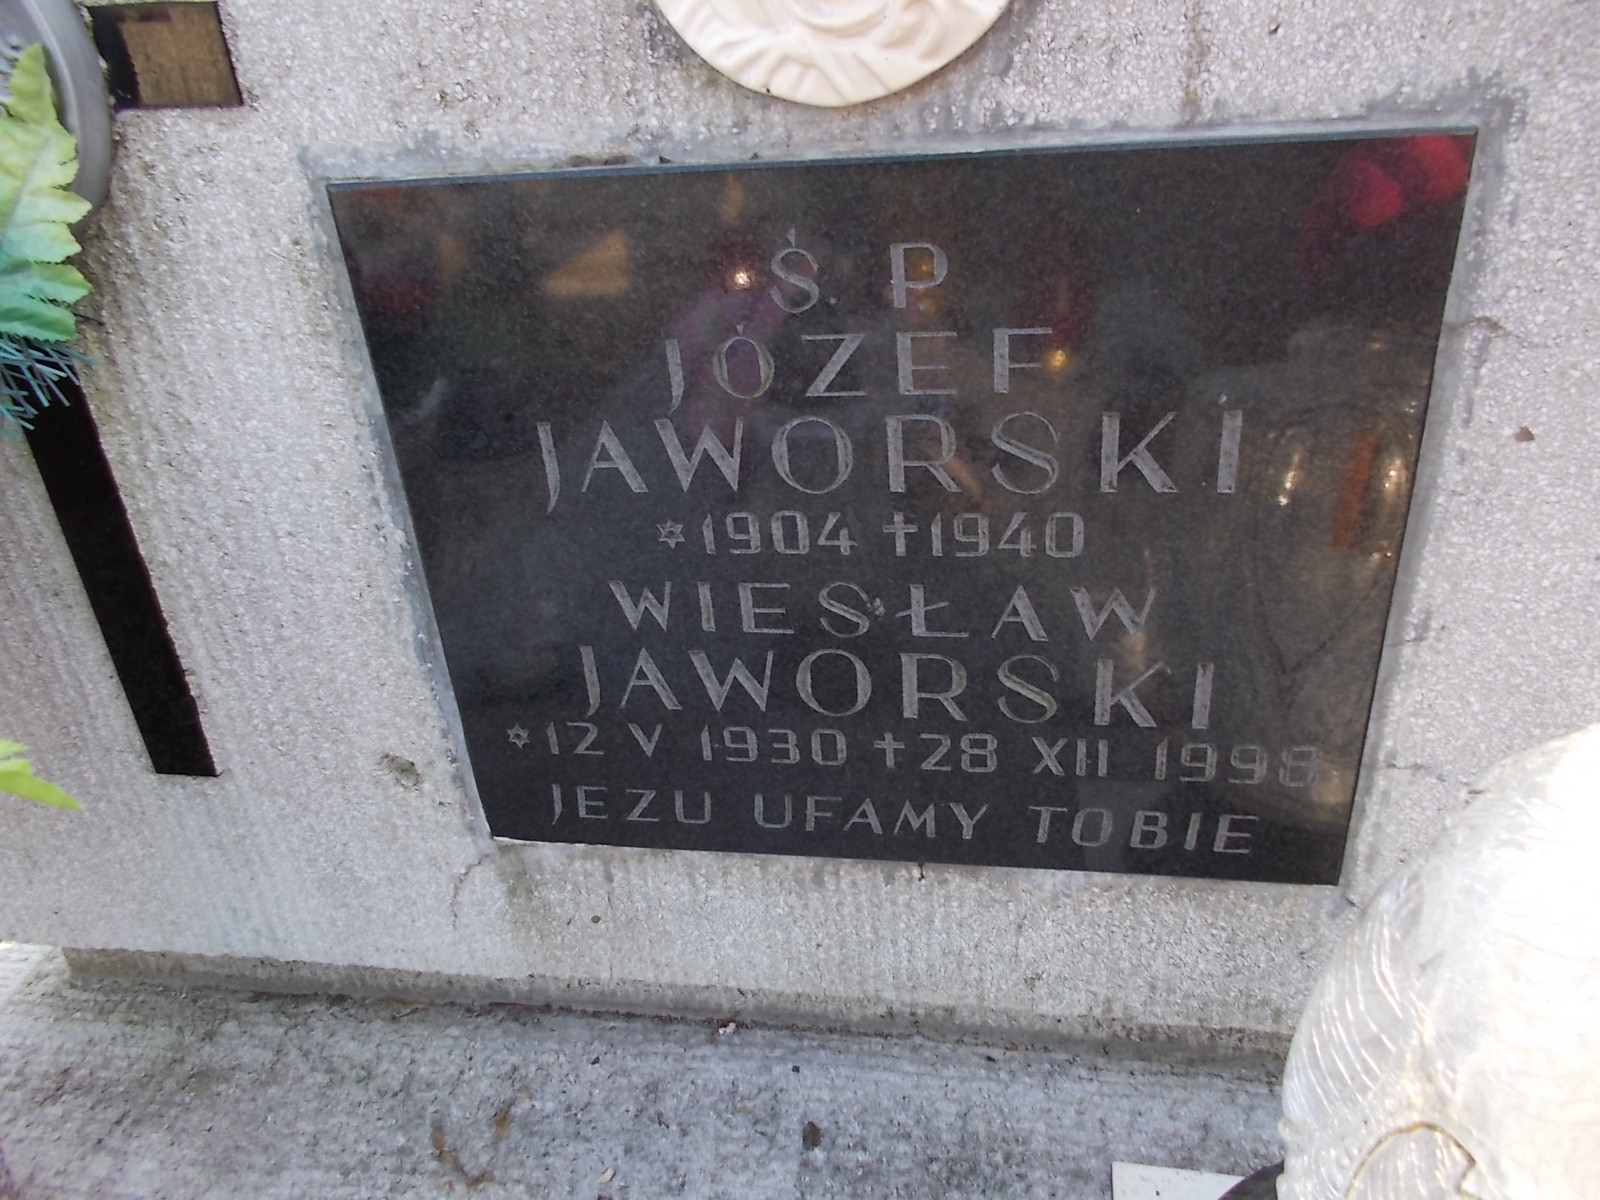 Ś. P
JÓZEF
JAWORSKI
✡1904 ✝1940
WIESŁAW
JAWORSKI
✡12 V 1930 ✝28 XII 1998
JEZU UFAMY TOBIE